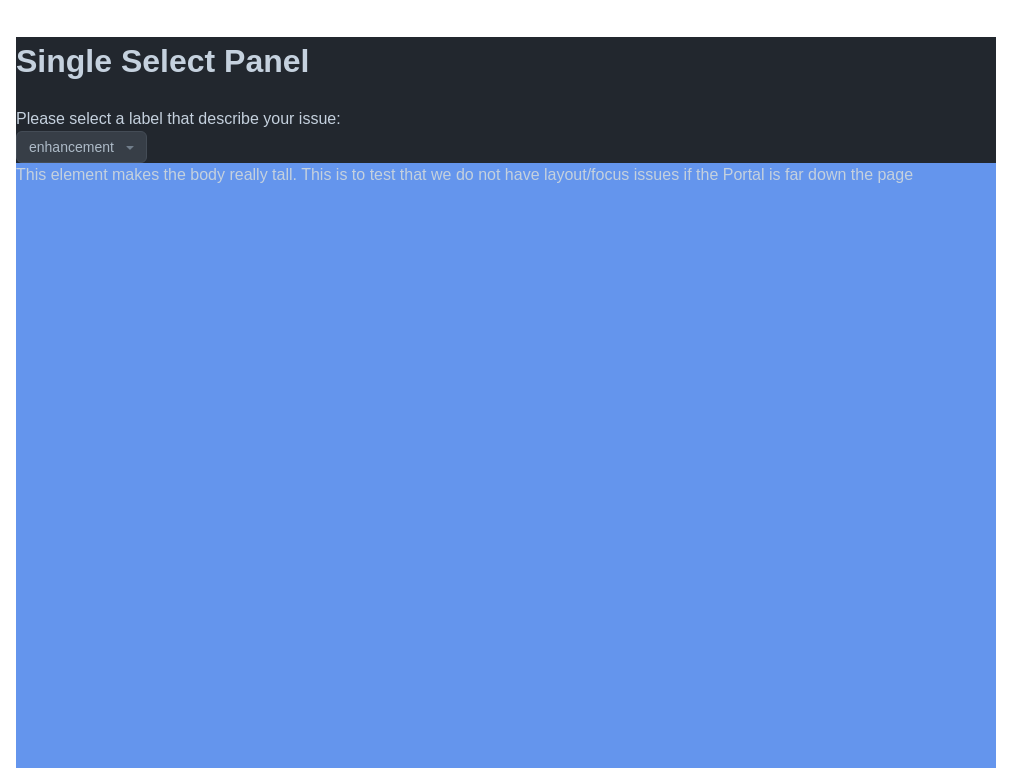 Single Select Panel
Please select a label that describe your issue:
enhancement
This element makes the body really tall. This is to test that we do not have layout/focus issues if the Portal is far down the page